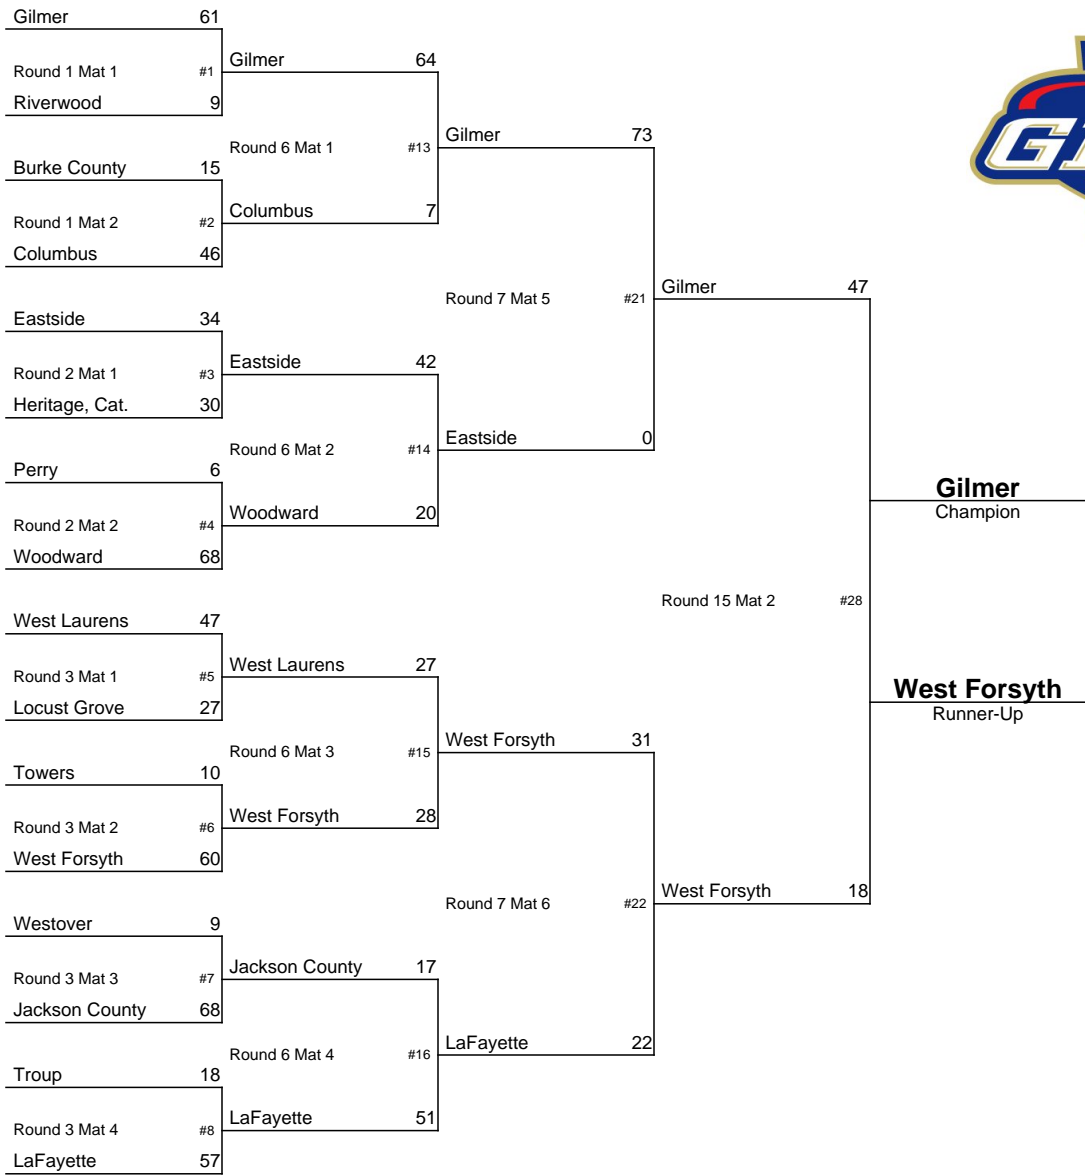 Gilmer 61
Round 1 Mat 1 #1
Riverwood 9
Burke County 15
Round 1 Mat 2 #2
Columbus 46
Eastside 34
Round 2 Mat 1 #3
Heritage, Cat. 30
Perry 6
Round 2 Mat 2 #4
Woodward 68
West Laurens 47
Round 3 Mat 1 #5
Locust Grove 27
Towers 10
Round 3 Mat 2 #6
West Forsyth 60
Westover 9
Round 3 Mat 3 #7
Jackson County 68
Troup 18
Round 3 Mat 4 #8
LaFayette 57
Gilmer 64
Round 6 Mat 1 #13
Columbus 7
Eastside 42
Round 6 Mat 2 #14
Woodward 20
West Laurens 27
Round 6 Mat 3 #15
West Forsyth 28
Jackson County 17
Round 6 Mat 4 #16
LaFayette 51
Gilmer 73
Round 7 Mat 5 #21
Eastside 0
West Forsyth 31
Round 7 Mat 6 #22
LaFayette 22
Gilmer 47
Round 15 Mat 2 #28
West Forsyth 18
Gilmer
Champion
West Forsyth
Runner-Up